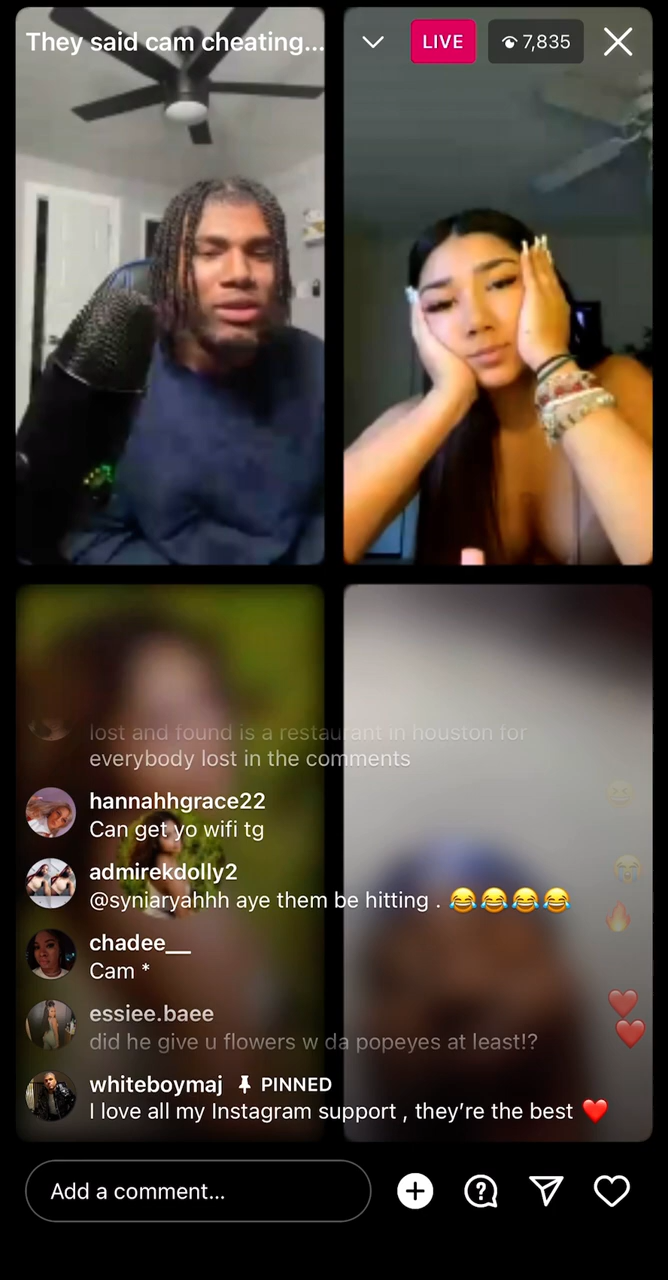 They said cam cheating...
LIVE
7,835
lost and found is a restaurant in houston for
everybody lost in the comments
hannahhgrace22
Can get yo wifi tg
admirekdolly2
@syniaryahhh aye them be hitting . 😂😂😂😂
chadee__
Cam *
essiee.baee
did he give u flowers w da popeyes at least!?
whiteboymaj PINNED
I love all my Instagram support , they’re the best ❤️
Add a comment...